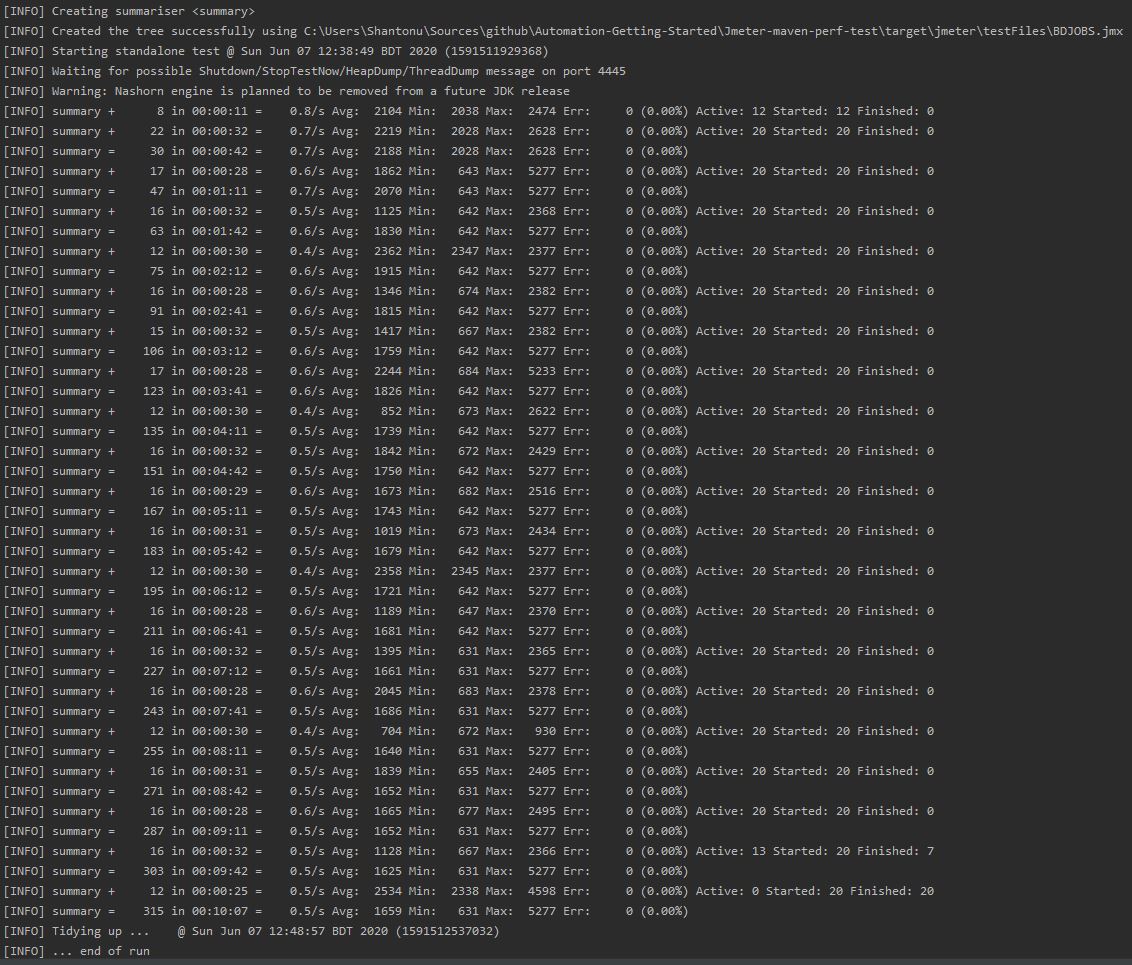 [INFO] Creating summariser <summary>
[INFO] Created the tree successfully using C:\Users\Shantonu\Sources\github\Automation-Getting-Started\Jmeter-maven-perf-test\target\jmeter\testFiles\BDJOBS.jmx
[INFO] Starting standalone test @ Sun Jun 07 12:38:49 BDT 2020 (1591511929368)
[INFO] Waiting for possible Shutdown/StopTestNow/HeapDump/ThreadDump message on port 4445
[INFO] Warning: Nashorn engine is planned to be removed from a future JDK release
[INFO] summary +      8 in 00:00:11 =    0.8/s Avg:  2104 Min:  2038 Max:  2474 Err:     0 (0.00%) Active: 12 Started: 12 Finished: 0
[INFO] summary +     22 in 00:00:32 =    0.7/s Avg:  2219 Min:  2028 Max:  2628 Err:     0 (0.00%) Active: 20 Started: 20 Finished: 0
[INFO] summary =     30 in 00:00:42 =    0.7/s Avg:  2188 Min:  2028 Max:  2628 Err:     0 (0.00%)
[INFO] summary +     17 in 00:00:28 =    0.6/s Avg:  1862 Min:   643 Max:  5277 Err:     0 (0.00%) Active: 20 Started: 20 Finished: 0
[INFO] summary =     47 in 00:01:11 =    0.7/s Avg:  2070 Min:   643 Max:  5277 Err:     0 (0.00%)
[INFO] summary +     16 in 00:00:32 =    0.5/s Avg:  1125 Min:   642 Max:  2368 Err:     0 (0.00%) Active: 20 Started: 20 Finished: 0
[INFO] summary =     63 in 00:01:42 =    0.6/s Avg:  1830 Min:   642 Max:  5277 Err:     0 (0.00%)
[INFO] summary +     12 in 00:00:30 =    0.4/s Avg:  2362 Min:  2347 Max:  2377 Err:     0 (0.00%) Active: 20 Started: 20 Finished: 0
[INFO] summary =     75 in 00:02:12 =    0.6/s Avg:  1915 Min:   642 Max:  5277 Err:     0 (0.00%)
[INFO] summary +     16 in 00:00:28 =    0.6/s Avg:  1346 Min:   674 Max:  2382 Err:     0 (0.00%) Active: 20 Started: 20 Finished: 0
[INFO] summary =     91 in 00:02:41 =    0.6/s Avg:  1815 Min:   642 Max:  5277 Err:     0 (0.00%)
[INFO] summary +     15 in 00:00:32 =    0.5/s Avg:  1417 Min:   667 Max:  2382 Err:     0 (0.00%) Active: 20 Started: 20 Finished: 0
[INFO] summary =    106 in 00:03:12 =    0.6/s Avg:  1759 Min:   642 Max:  5277 Err:     0 (0.00%)
[INFO] summary +     17 in 00:00:28 =    0.6/s Avg:  2244 Min:   684 Max:  5233 Err:     0 (0.00%) Active: 20 Started: 20 Finished: 0
[INFO] summary =    123 in 00:03:41 =    0.6/s Avg:  1826 Min:   642 Max:  5277 Err:     0 (0.00%)
[INFO] summary +     12 in 00:00:30 =    0.4/s Avg:   852 Min:   673 Max:  2622 Err:     0 (0.00%) Active: 20 Started: 20 Finished: 0
[INFO] summary =    135 in 00:04:11 =    0.5/s Avg:  1739 Min:   642 Max:  5277 Err:     0 (0.00%)
[INFO] summary +     16 in 00:00:32 =    0.5/s Avg:  1842 Min:   672 Max:  2429 Err:     0 (0.00%) Active: 20 Started: 20 Finished: 0
[INFO] summary =    151 in 00:04:42 =    0.5/s Avg:  1750 Min:   642 Max:  5277 Err:     0 (0.00%)
[INFO] summary +     16 in 00:00:29 =    0.6/s Avg:  1673 Min:   682 Max:  2516 Err:     0 (0.00%) Active: 20 Started: 20 Finished: 0
[INFO] summary =    167 in 00:05:11 =    0.5/s Avg:  1743 Min:   642 Max:  5277 Err:     0 (0.00%)
[INFO] summary +     16 in 00:00:31 =    0.5/s Avg:  1019 Min:   673 Max:  2434 Err:     0 (0.00%) Active: 20 Started: 20 Finished: 0
[INFO] summary =    183 in 00:05:42 =    0.5/s Avg:  1679 Min:   642 Max:  5277 Err:     0 (0.00%)
[INFO] summary +     12 in 00:00:30 =    0.4/s Avg:  2358 Min:  2345 Max:  2377 Err:     0 (0.00%) Active: 20 Started: 20 Finished: 0
[INFO] summary =    195 in 00:06:12 =    0.5/s Avg:  1721 Min:   642 Max:  5277 Err:     0 (0.00%)
[INFO] summary +     16 in 00:00:28 =    0.6/s Avg:  1189 Min:   647 Max:  2370 Err:     0 (0.00%) Active: 20 Started: 20 Finished: 0
[INFO] summary =    211 in 00:06:41 =    0.5/s Avg:  1681 Min:   642 Max:  5277 Err:     0 (0.00%)
[INFO] summary +     16 in 00:00:32 =    0.5/s Avg:  1395 Min:   631 Max:  2365 Err:     0 (0.00%) Active: 20 Started: 20 Finished: 0
[INFO] summary =    227 in 00:07:12 =    0.5/s Avg:  1661 Min:   631 Max:  5277 Err:     0 (0.00%)
[INFO] summary +     16 in 00:00:28 =    0.6/s Avg:  2045 Min:   683 Max:  2378 Err:     0 (0.00%) Active: 20 Started: 20 Finished: 0
[INFO] summary =    243 in 00:07:41 =    0.5/s Avg:  1686 Min:   631 Max:  5277 Err:     0 (0.00%)
[INFO] summary +     12 in 00:00:30 =    0.4/s Avg:   704 Min:   672 Max:   930 Err:     0 (0.00%) Active: 20 Started: 20 Finished: 0
[INFO] summary =    255 in 00:08:11 =    0.5/s Avg:  1640 Min:   631 Max:  5277 Err:     0 (0.00%)
[INFO] summary +     16 in 00:00:31 =    0.5/s Avg:  1839 Min:   655 Max:  2405 Err:     0 (0.00%) Active: 20 Started: 20 Finished: 0
[INFO] summary =    271 in 00:08:42 =    0.5/s Avg:  1652 Min:   631 Max:  5277 Err:     0 (0.00%)
[INFO] summary +     16 in 00:00:28 =    0.6/s Avg:  1665 Min:   677 Max:  2495 Err:     0 (0.00%) Active: 20 Started: 20 Finished: 0
[INFO] summary =    287 in 00:09:11 =    0.5/s Avg:  1652 Min:   631 Max:  5277 Err:     0 (0.00%)
[INFO] summary +     16 in 00:00:32 =    0.5/s Avg:  1128 Min:   667 Max:  2366 Err:     0 (0.00%) Active: 13 Started: 20 Finished: 7
[INFO] summary =    303 in 00:09:42 =    0.5/s Avg:  1625 Min:   631 Max:  5277 Err:     0 (0.00%)
[INFO] summary +     12 in 00:00:25 =    0.5/s Avg:  2534 Min:  2338 Max:  4598 Err:     0 (0.00%) Active: 0 Started: 20 Finished: 20
[INFO] summary =    315 in 00:10:07 =    0.5/s Avg:  1659 Min:   631 Max:  5277 Err:     0 (0.00%)
[INFO] Tidying up ...    @ Sun Jun 07 12:48:57 BDT 2020 (1591512537032)
[INFO] ... end of run